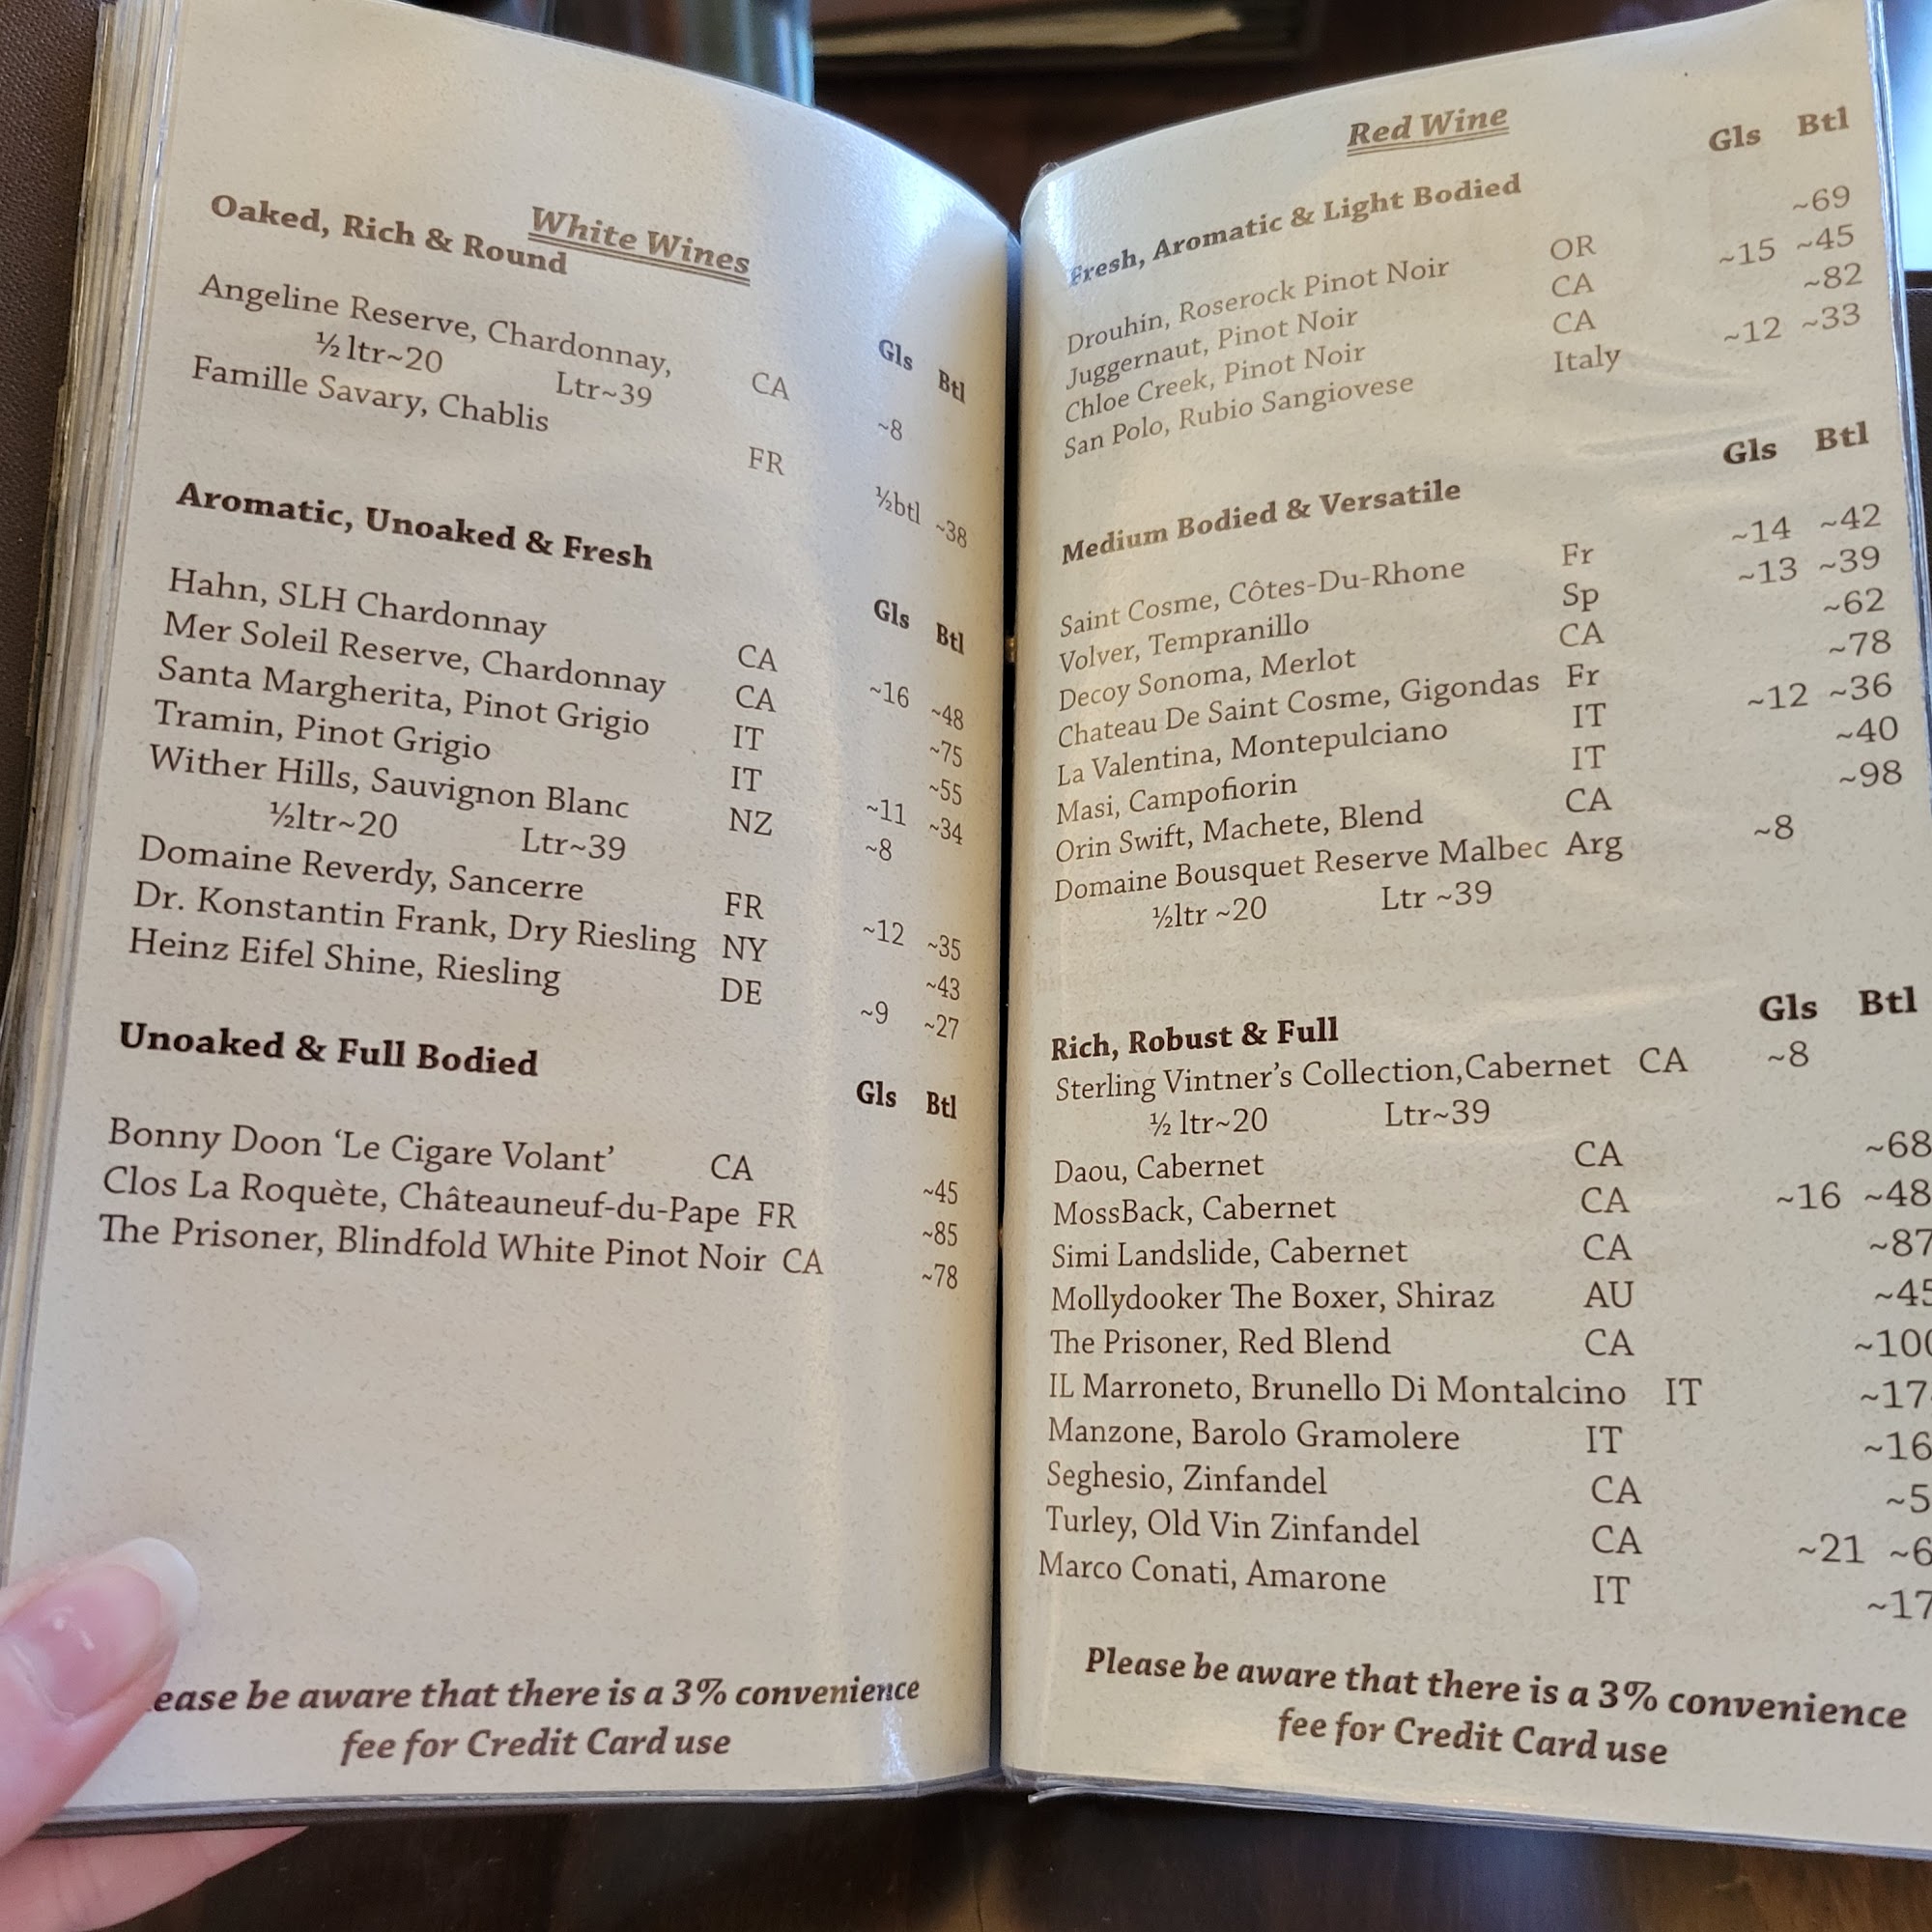 White Wines
Oaked, Rich & Round
Gls Btl
Angeline Reserve, Chardonnay, CA ~8
½ ltr~20 Ltr~39
Famille Savary, Chablis FR ½btl ~38
Aromatic, Unoaked & Fresh
Gls Btl
Hahn, SLH Chardonnay CA ~16 ~48
Mer Soleil Reserve, Chardonnay CA ~75
Santa Margherita, Pinot Grigio IT ~55
Tramin, Pinot Grigio IT ~11 ~34
Wither Hills, Sauvignon Blanc NZ ~8
½ltr~20 Ltr~39
Domaine Reverdy, Sancerre FR ~12 ~35
Dr. Konstantin Frank, Dry Riesling NY ~43
Heinz Eifel Shine, Riesling DE ~9 ~27
Unoaked & Full Bodied
Gls Btl
Bonny Doon ‘Le Cigare Volant’ CA ~45
Clos La Roquète, Châteauneuf-du-Pape FR ~85
The Prisoner, Blindfold White Pinot Noir CA ~78
ease be aware that there is a 3% convenience
fee for Credit Card use
Red Wine
Gls Btl
Fresh, Aromatic & Light Bodied
Drouhin, Roserock Pinot Noir OR ~69
Juggernaut, Pinot Noir CA ~15 ~45
Chloe Creek, Pinot Noir CA ~82
San Polo, Rubio Sangiovese Italy ~12 ~33
Gls Btl
Medium Bodied & Versatile
Saint Cosme, Côtes-Du-Rhone Fr ~14 ~42
Volver, Tempranillo Sp ~13 ~39
Decoy Sonoma, Merlot CA ~62
Chateau De Saint Cosme, Gigondas Fr ~78
La Valentina, Montepulciano IT ~12 ~36
Masi, Campofiorin IT ~40
Orin Swift, Machete, Blend CA ~98
Domaine Bousquet Reserve Malbec Arg ~8
½ltr ~20 Ltr ~39
Gls Btl
Rich, Robust & Full
Sterling Vintner’s Collection,Cabernet CA ~8
½ ltr~20 Ltr~39
Daou, Cabernet CA ~68
MossBack, Cabernet CA ~16 ~48
Simi Landslide, Cabernet CA ~87
Mollydooker The Boxer, Shiraz AU ~45
The Prisoner, Red Blend CA ~100
IL Marroneto, Brunello Di Montalcino IT ~17
Manzone, Barolo Gramolere IT ~16
Seghesio, Zinfandel CA ~5
Turley, Old Vin Zinfandel CA ~21 ~6
Marco Conati, Amarone IT ~17
Please be aware that there is a 3% convenience
fee for Credit Card use